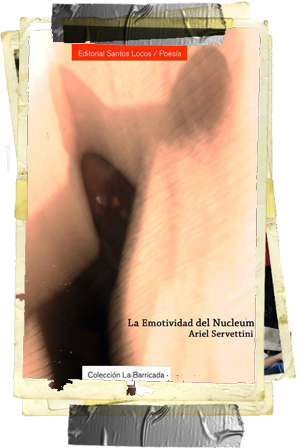 Editorial Santos Locos / Poesía
La Emotividad del Nucleum
Ariel Servettini
Colección La Barricada -